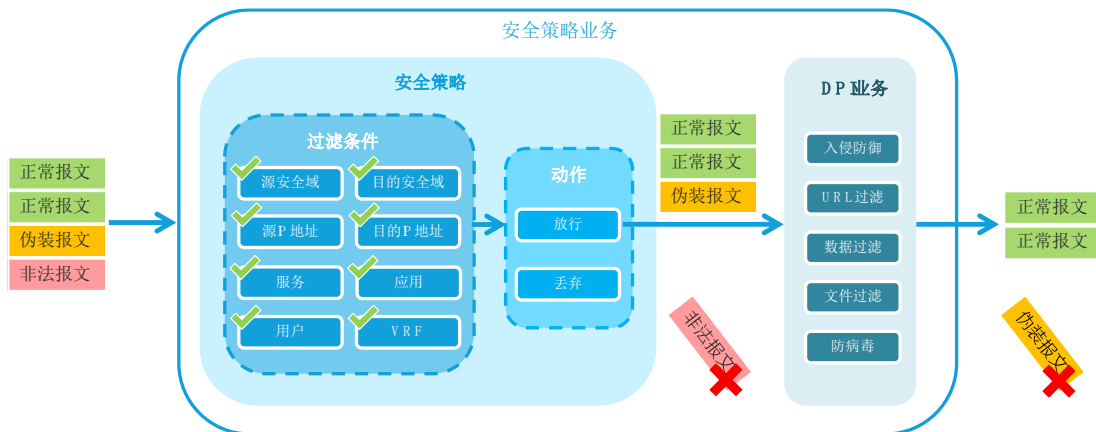 安全策略业务
安全策略
DPI业务
过滤条件
源安全域
目的安全域
源IP地址
目的IP地址
服务
应用
用户
VRF
动作
放行
丢弃
正常报文
正常报文
伪装报文
非法报文
正常报文
正常报文
伪装报文
非法报文
入侵防御
URL过滤
数据过滤
文件过滤
防病毒
正常报文
正常报文
伪装报文